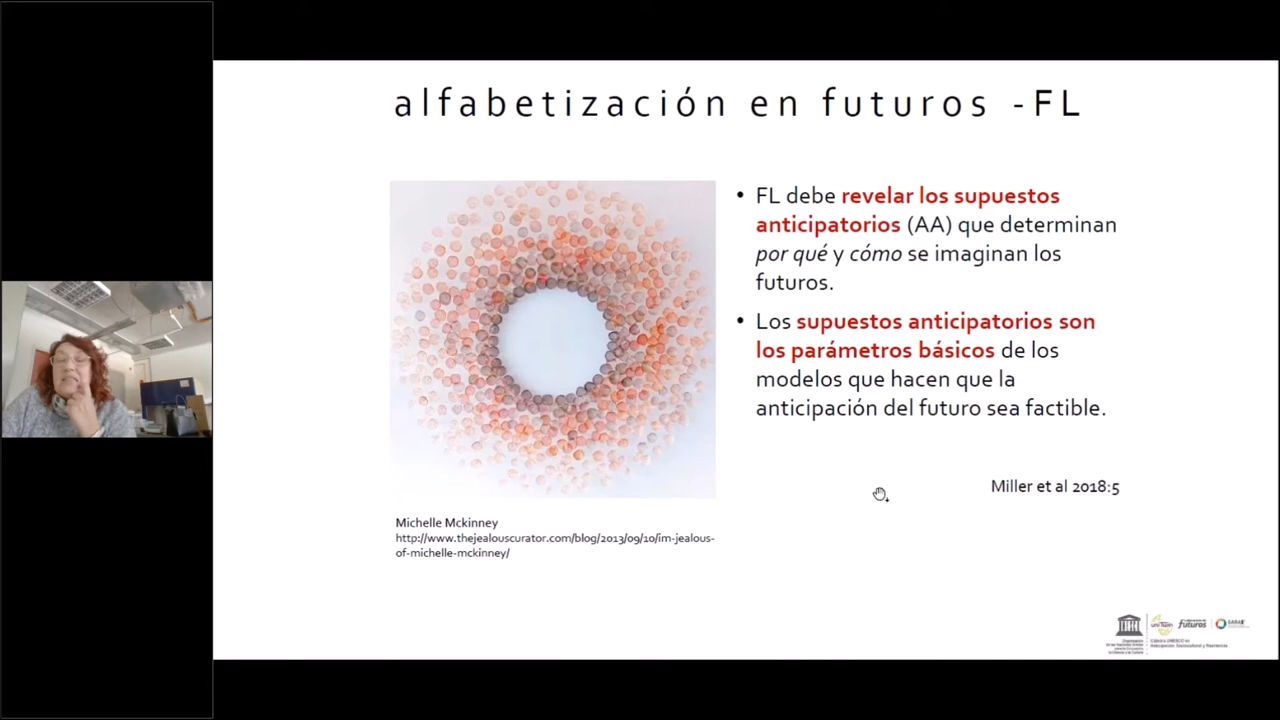 alfabetización en futuros -FL
• FL debe revelar los supuestos
anticipatorios (AA) que determinan
por qué y cómo se imaginan los
futuros.
• Los supuestos anticipatorios son
los parámetros básicos de los
modelos que hacen que la
anticipación del futuro sea factible.
Miller et al 2018:5
Michelle Mckinney
http://www.thejealouscurator.com/blog/2013/09/10/im-jealous-
of-michelle-mckinney/
futuros